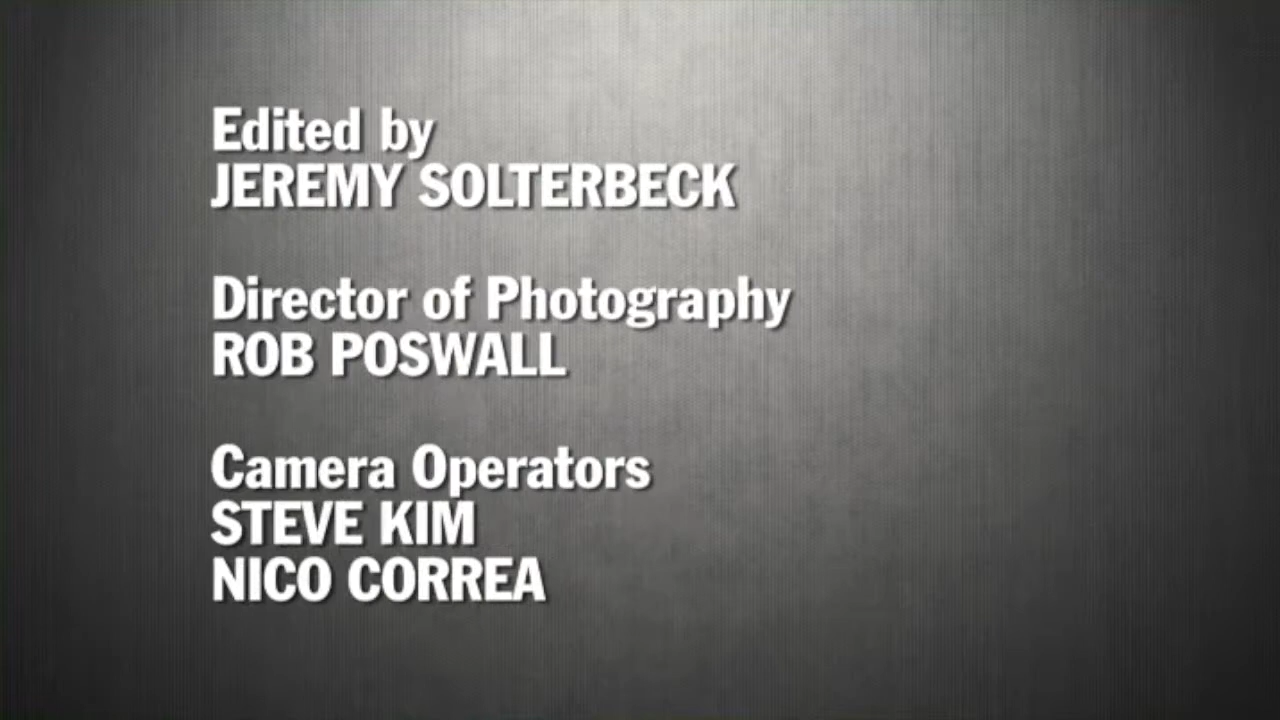 Edited by
JEREMY SOLTERBECK
Director of Photography
ROB POSWALL
Camera Operators
STEVE KIM
NICO CORREA